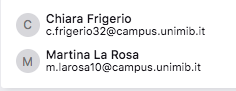 C
Chiara Frigerio
c.frigerio32@campus.unimib.it
M
Martina La Rosa
m.larosa10@campus.unimib.it